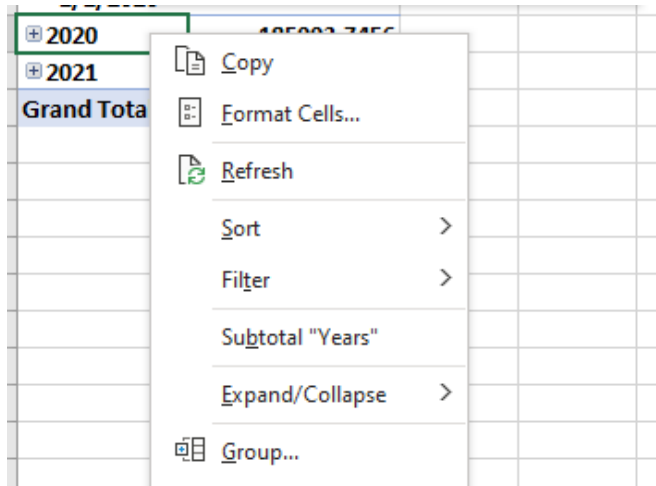 2020
Copy
2021
Grand Tota
Format Cells...
Refresh
Sort
Filter
Subtotal "Years"
Expand/Collapse
Group...